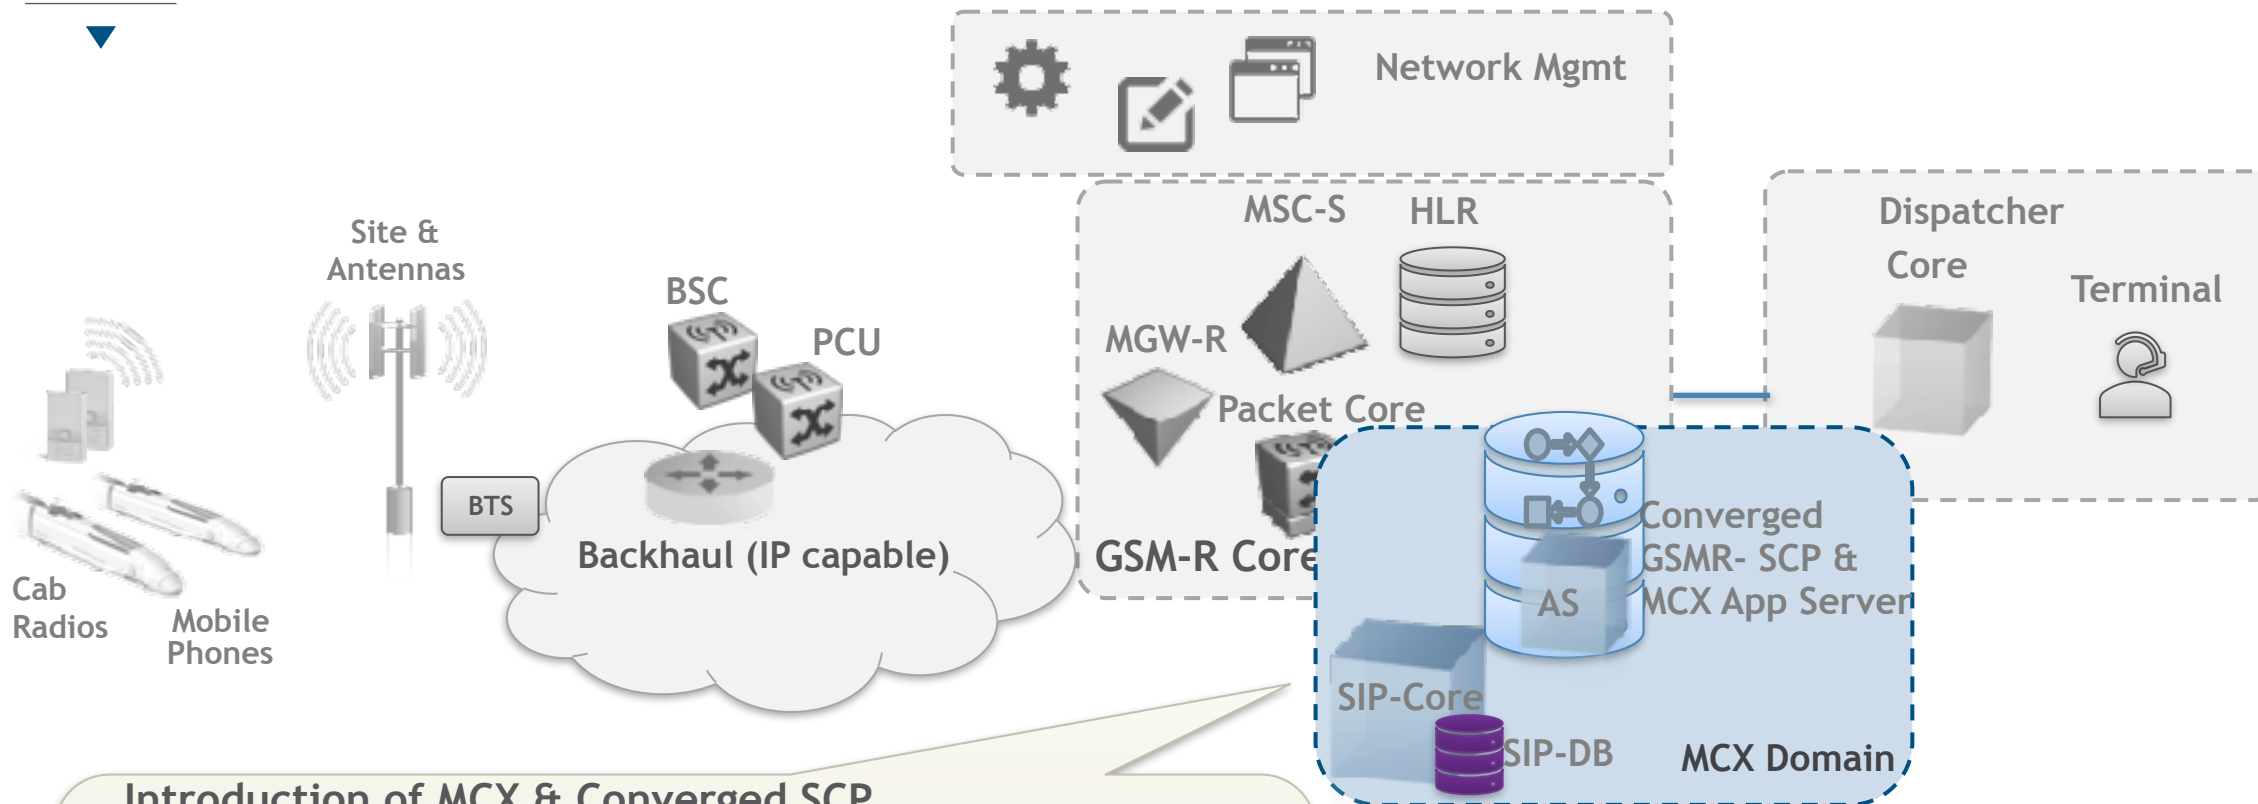 Network Mgmt
MSC-S
HLR
Dispatcher
Core
Terminal
Site &
Antennas
BSC
PCU
MGW-R
Packet Core
BTS
Backhaul (IP capable)
GSM-R Core
Converged
GSMR- SCP &
MCX App Server
AS
Cab
Radios
Mobile
Phones
SIP-Core
SIP-DB
MCX Domain
Introduction of MCX & Converged SCP